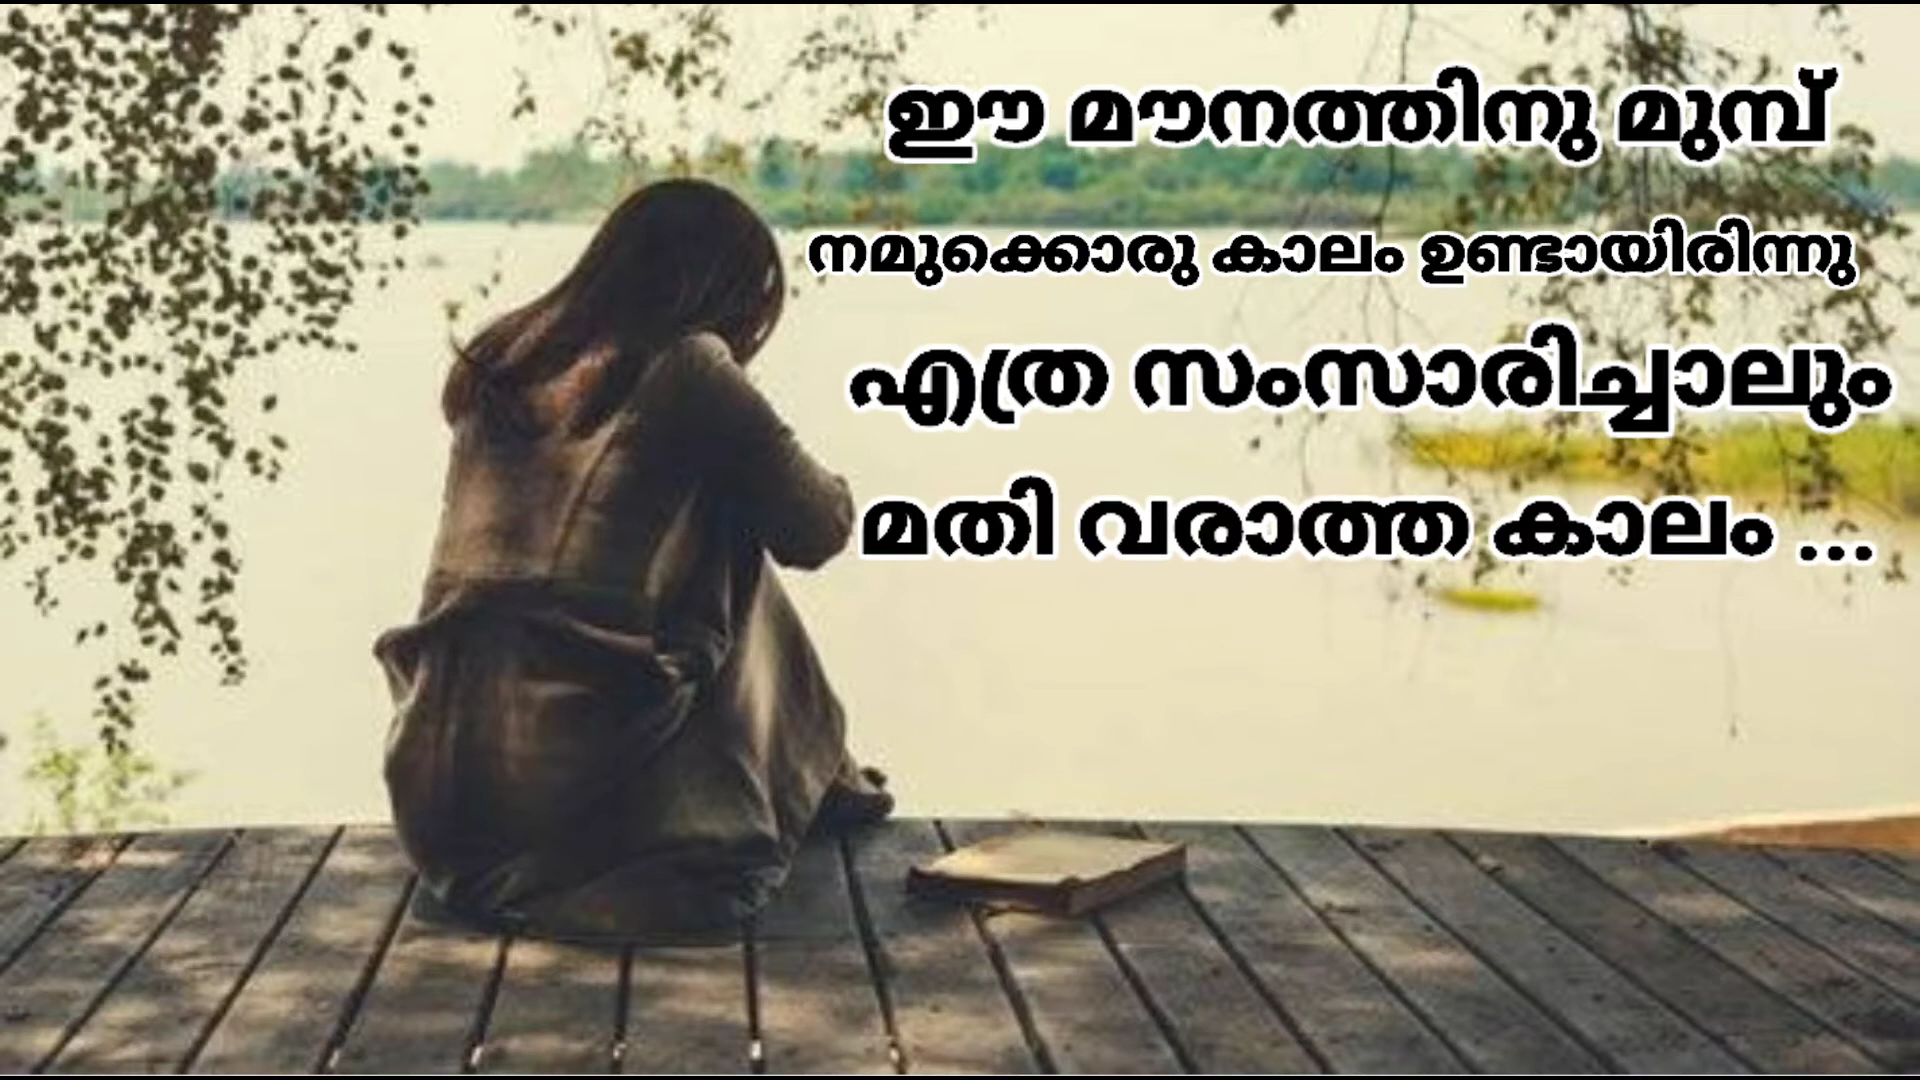 ഈ മൗനത്തിനു മുമ്പ്
നമുക്കൊരു കാലം ഉണ്ടായിരിന്നു
എത്ര സംസാരിച്ചാലും
മതി വരാത്ത കാലം ...